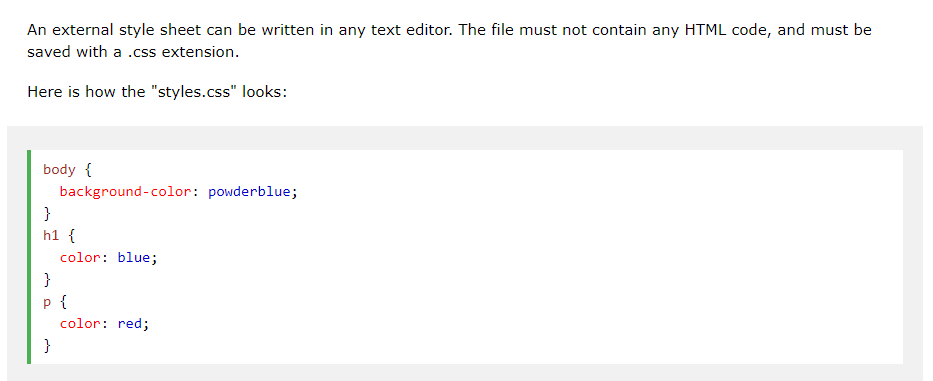 An external style sheet can be written in any text editor. The file must not contain any HTML code, and must be
saved with a .css extension.
Here is how the "styles.css" looks:
body {
  background-color: powderblue;
}
h1 {
  color: blue;
}
p {
  color: red;
}